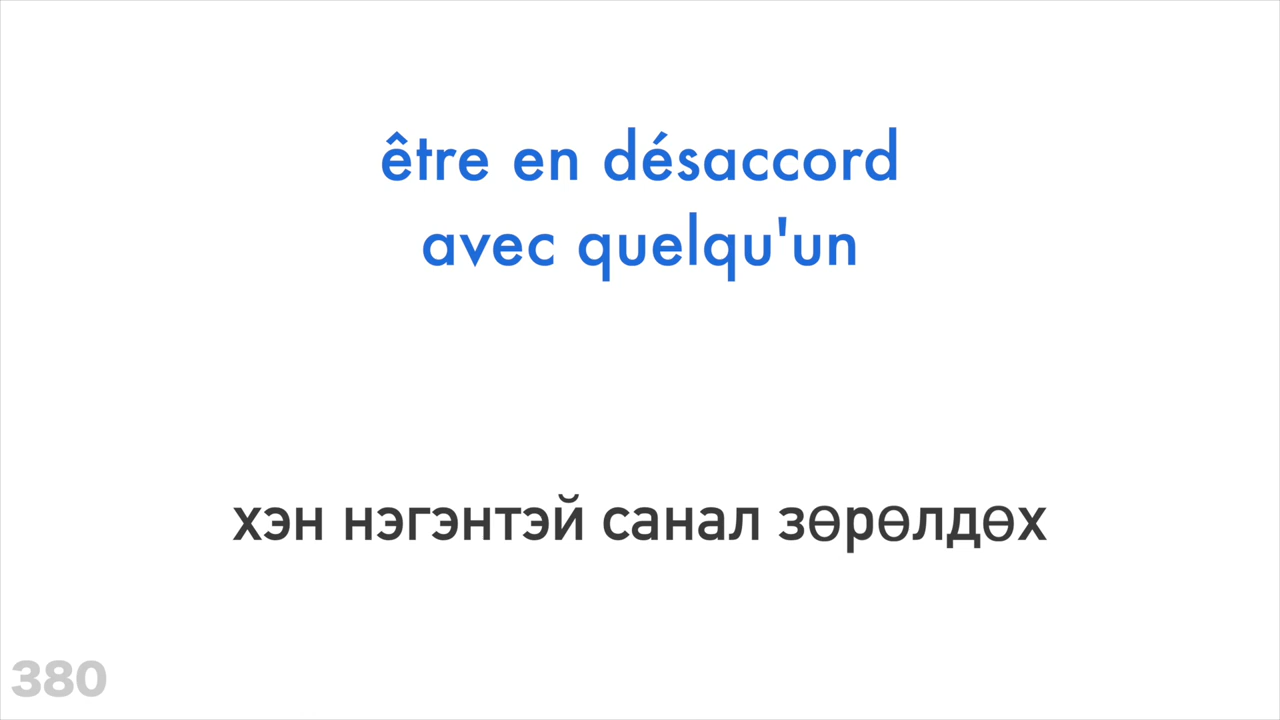 être en désaccord
avec quelqu'un
хэн нэгэнтэй санал зөрөлдөх
380